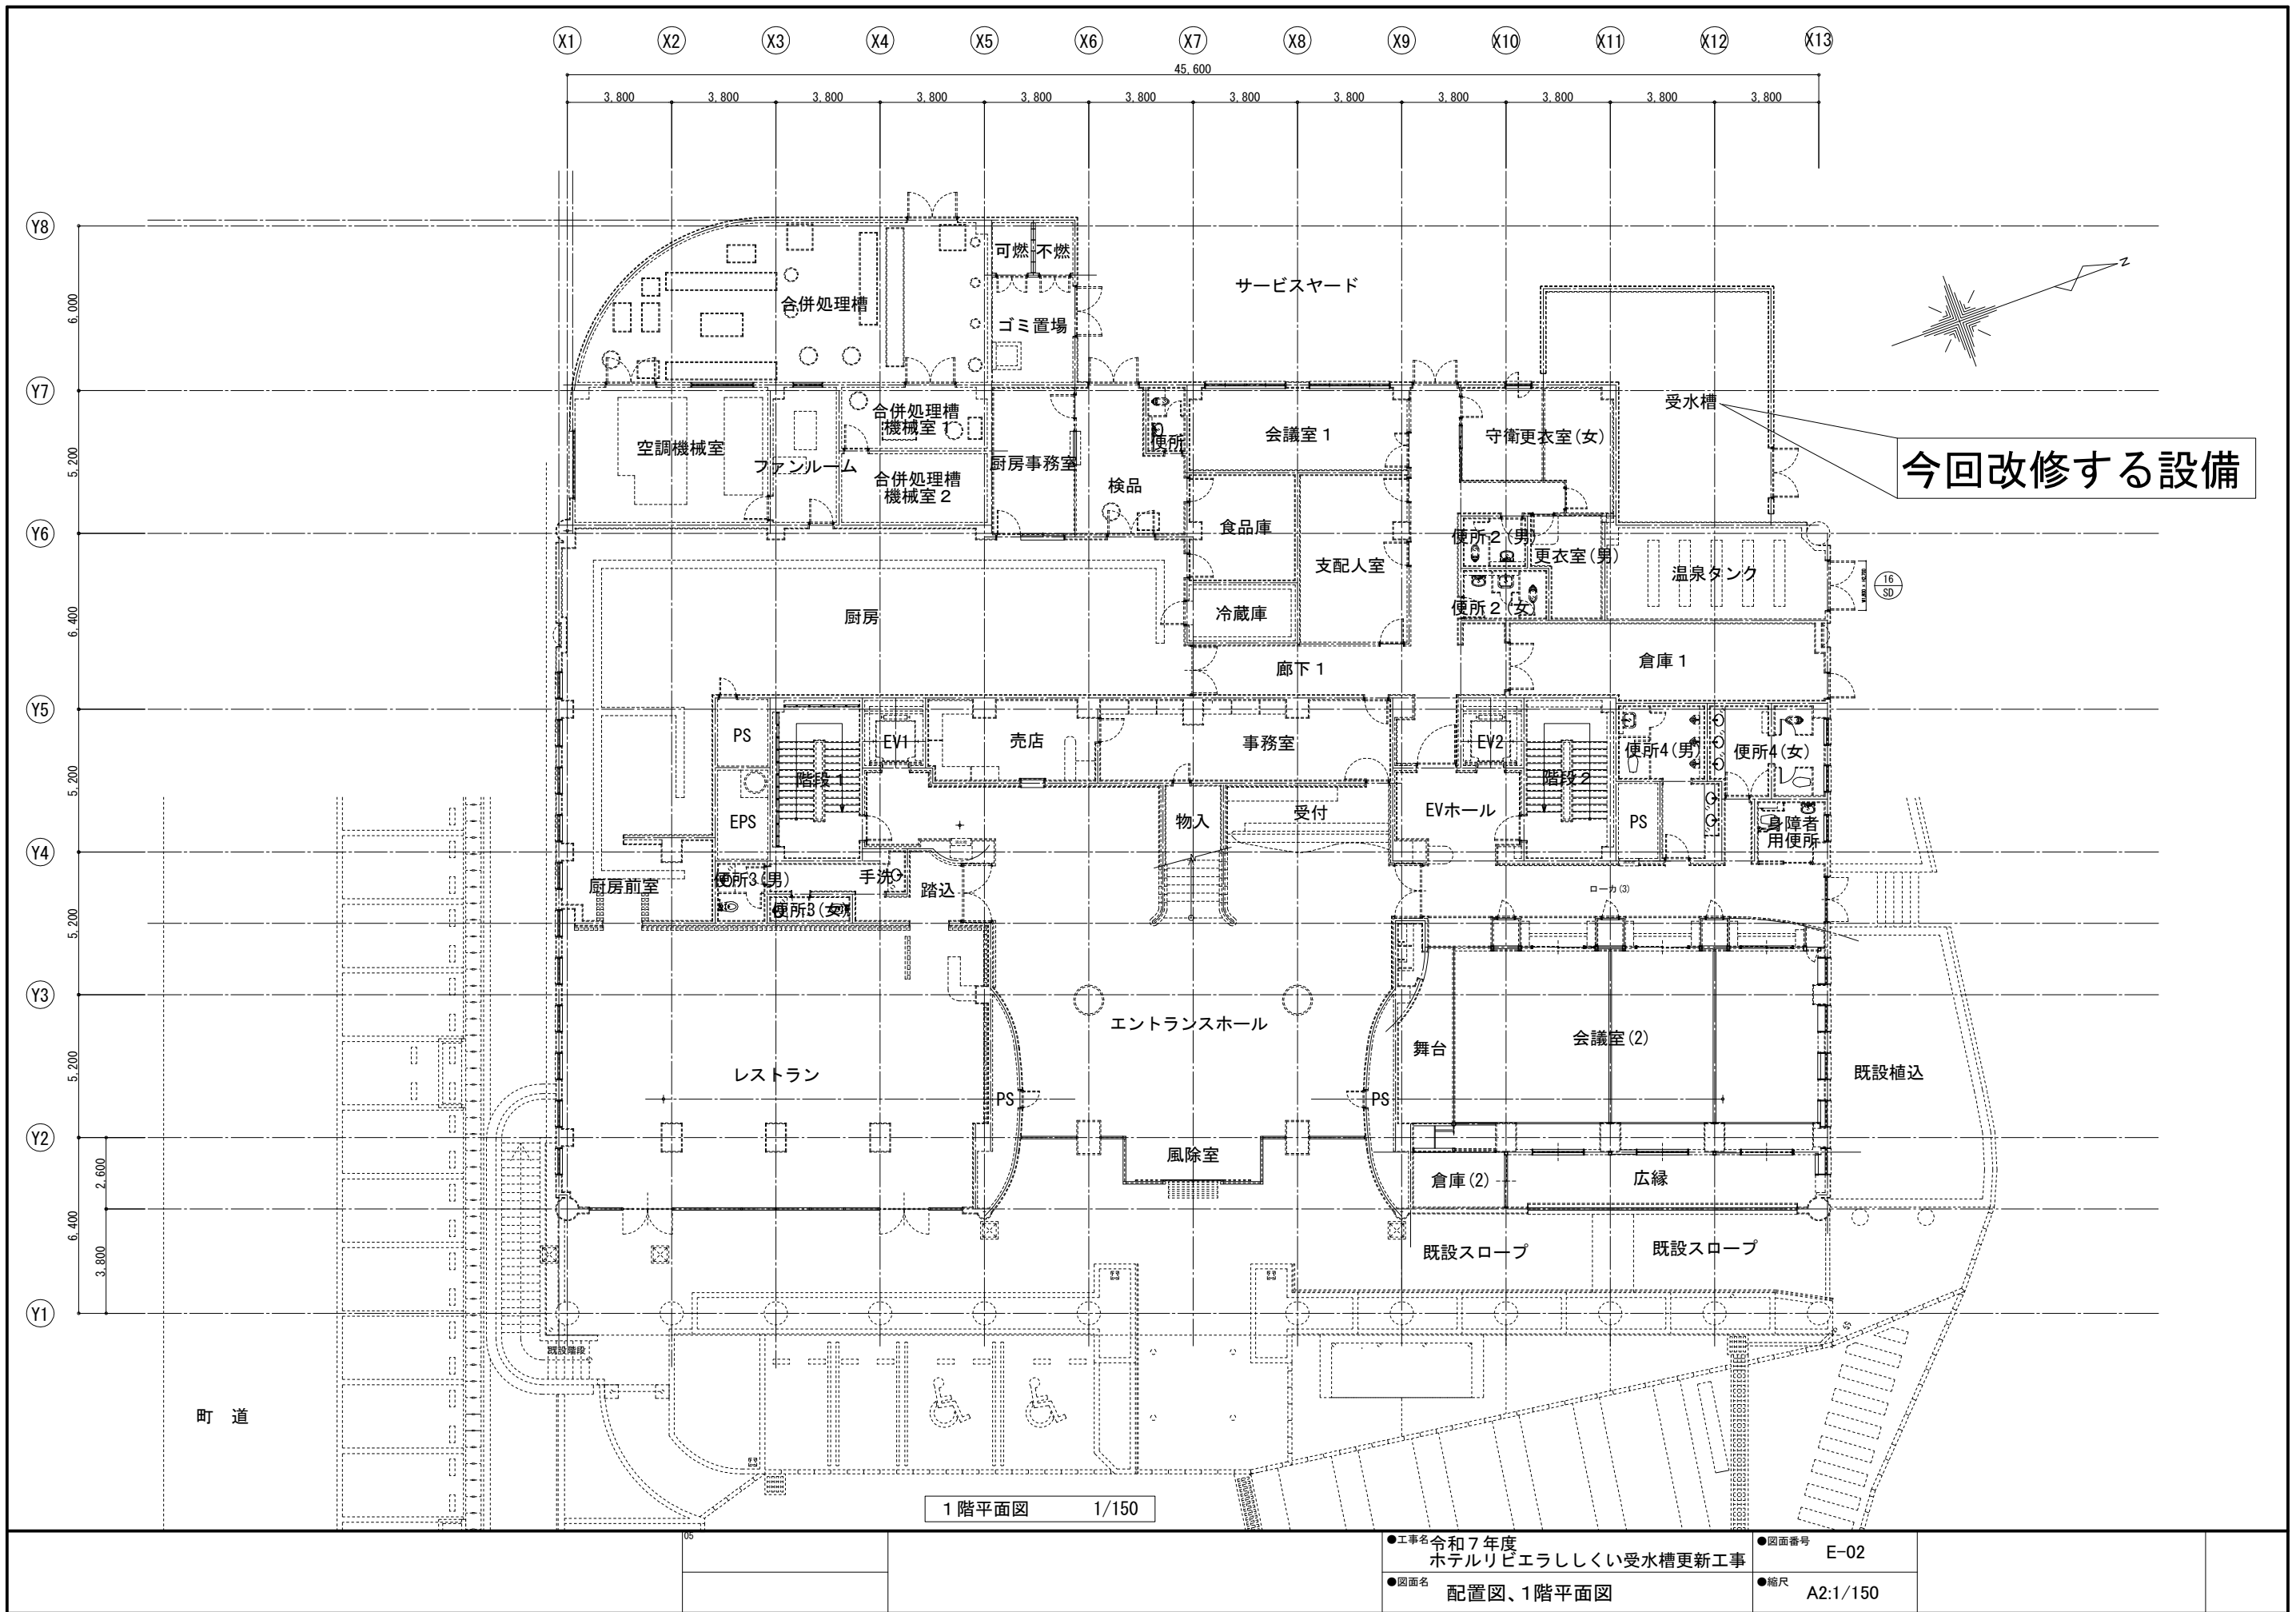 X1 X2 X3 X4 X5 X6 X7 X8 X9 X10 X11 X12 X13
45,600
3,800 3,800 3,800 3,800 3,800 3,800 3,800 3,800 3,800 3,800 3,800 3,800
Y8
可燃 不燃
サービスヤード
N
6,000
合併処理槽
ゴミ置場
Y7
受水槽
合併処理槽
機械室1
便所
会議室1
守衛更衣室(女)
今回改修する設備
5,200
空調機械室
ファンルーム
厨房事務室
合併処理槽
機械室2
検品
Y6
食品庫
便所2(男)
更衣室(男)
支配人室
温泉タンク
16
SD
6,400
厨房
冷蔵庫
便所2(女)
廊下1
倉庫1
Y5
PS
EV1
売店
事務室
EV2
便所4(男)
便所4(女)
5,200
階段1
階段2
EPS
物入
受付
EVホール
PS
身障者
用便所
Y4
厨房前室
便所3(男)
手洗
踏込
ローカ(3)
便所3(女)
5,200
Y3
エントランスホール
舞台
会議室(2)
5,200
レストラン
PS
PS
既設植込
Y2
風除室
2,600
倉庫(2)
広縁
6,400
3,800
既設スロープ
既設スロープ
Y1
既設階段
町 道
1階平面図 1/150
05
●工事名 令和7年度
ホテルリビエラししくい受水槽更新工事
●図面番号 E-02
●図面名 配置図、1階平面図
●縮尺 A2:1/150